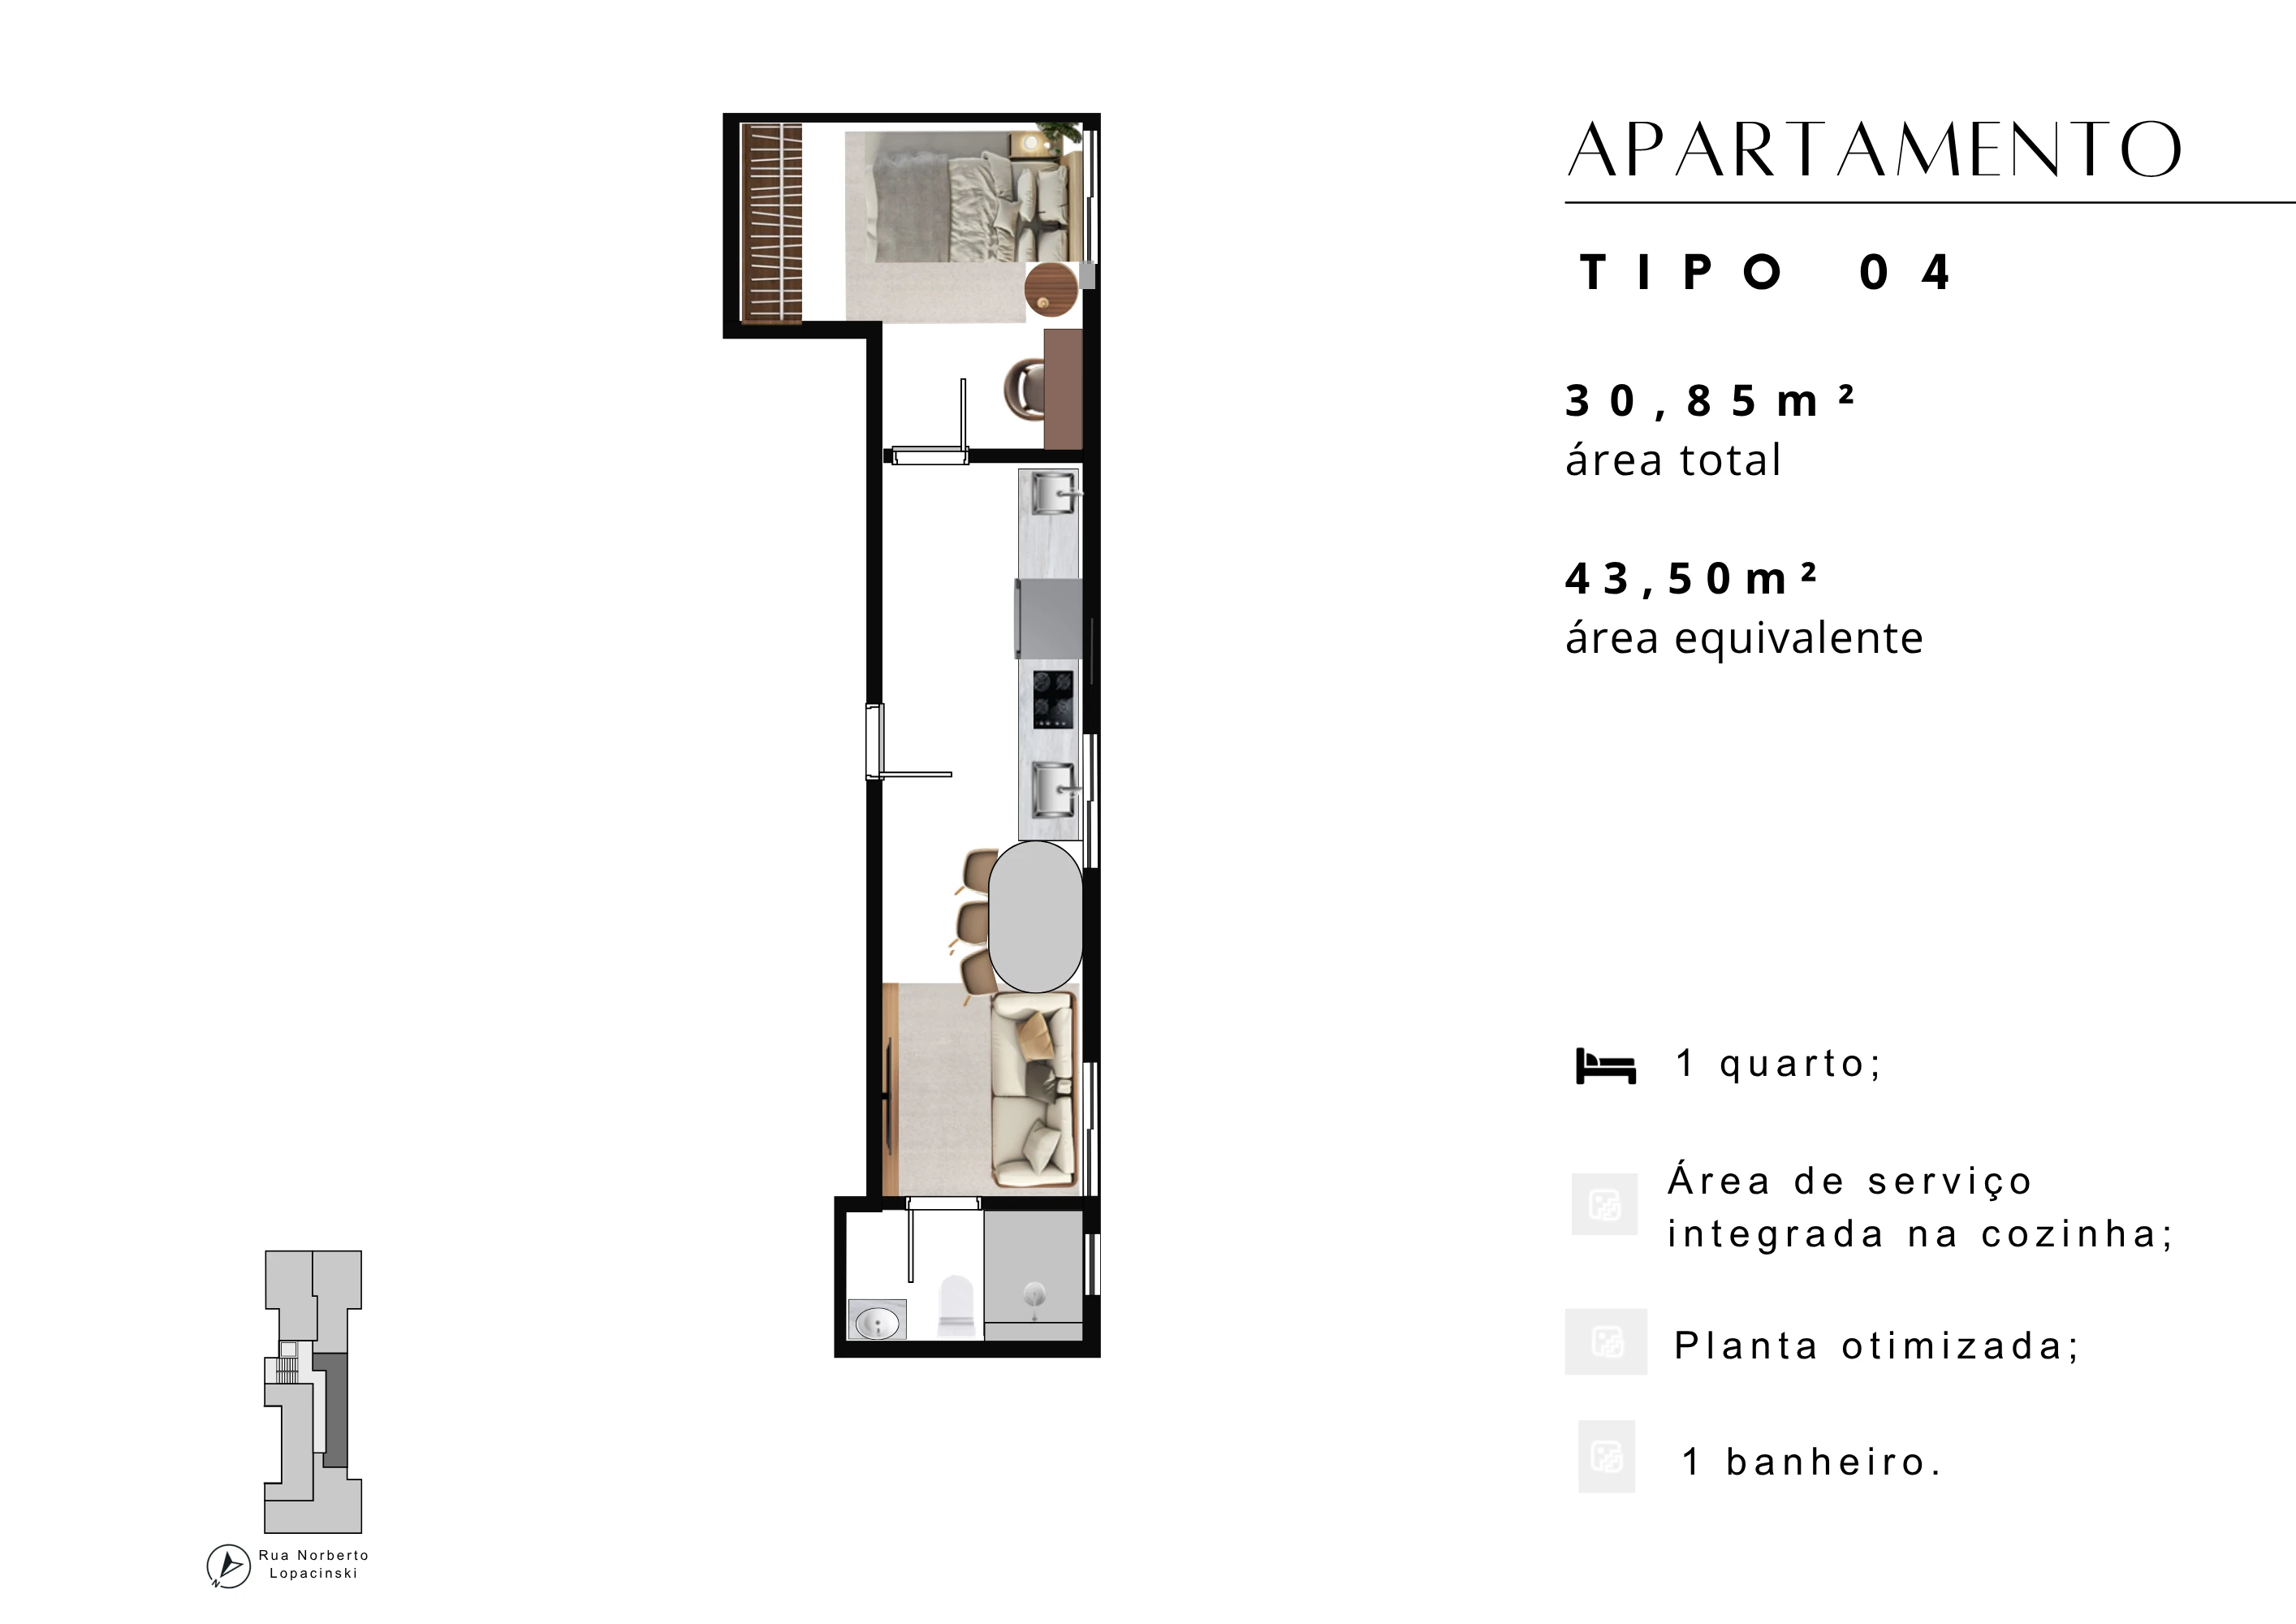 APARTAMENTO
TIPO 04
30,85m²
área total
43,50m²
área equivalente
1 quarto;
Área de serviço
integrada na cozinha;
Planta otimizada;
1 banheiro.
N
Rua Norberto
Lopacinski